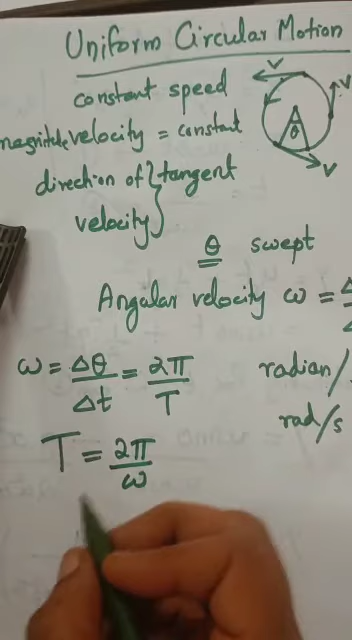 Uniform Circular Motion
constant speed
magnitude velocity = constant
direction of } tangent
velocity
V
V
V
θ
θ swept
Angular velocity ω = Δ
Δ
ω = Δθ/Δt = 2π/T
radian/
rad/s
T = 2π/ω